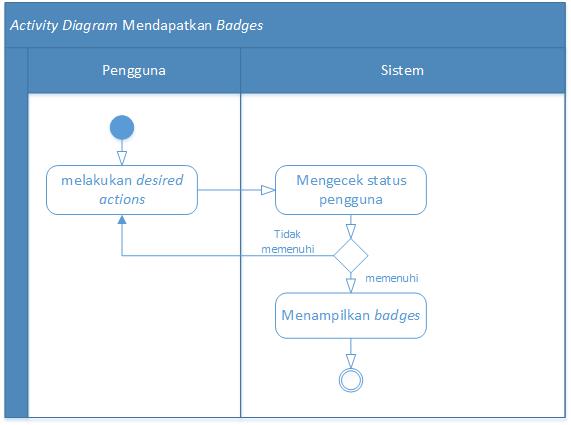 Activity Diagram Mendapatkan Badges
Pengguna
Sistem
melakukan desired
actions
Mengecek status
pengguna
Tidak
memenuhi
memenuhi
Menampilkan badges